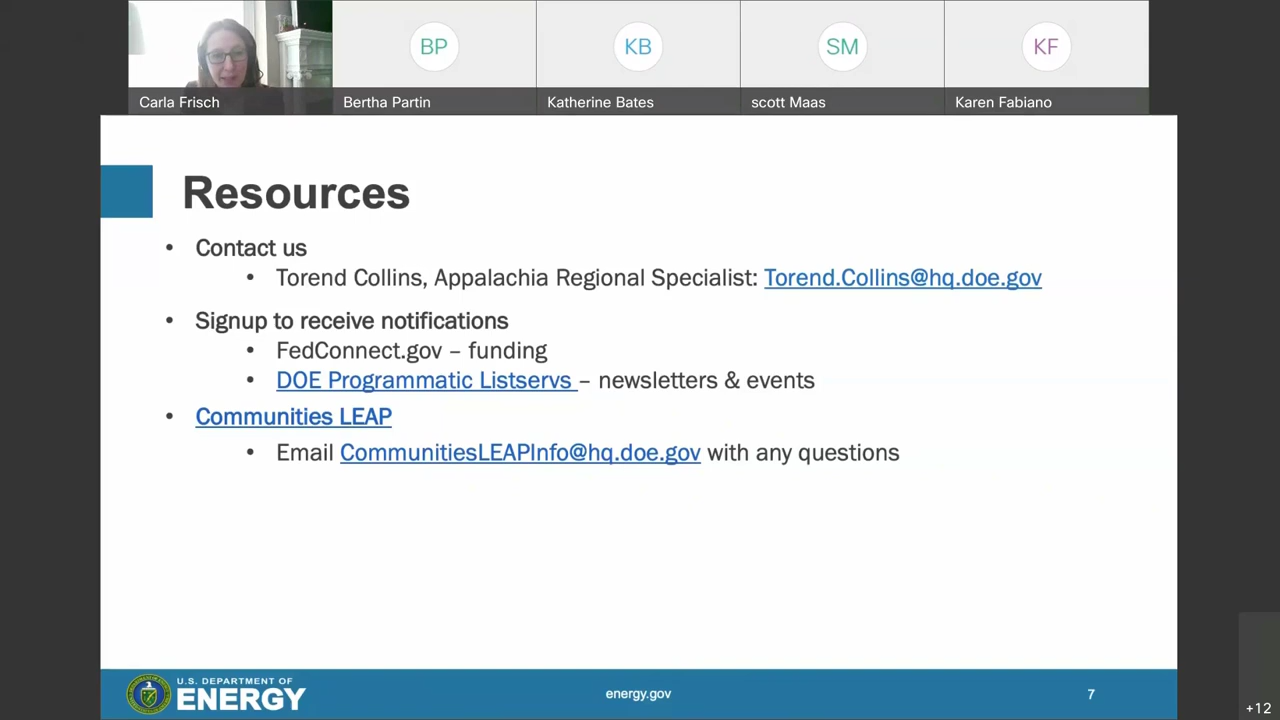 BP
KB
SM
KF
Carla Frisch
Bertha Partin
Katherine Bates
scott Maas
Karen Fabiano
Resources
• Contact us
• Torend Collins, Appalachia Regional Specialist: Torend.Collins@hq.doe.gov
• Signup to receive notifications
• FedConnect.gov – funding
• DOE Programmatic Listservs – newsletters & events
• Communities LEAP
• Email CommunitiesLEAPInfo@hq.doe.gov with any questions
U.S. DEPARTMENT OF
ENERGY
energy.gov
7
+12